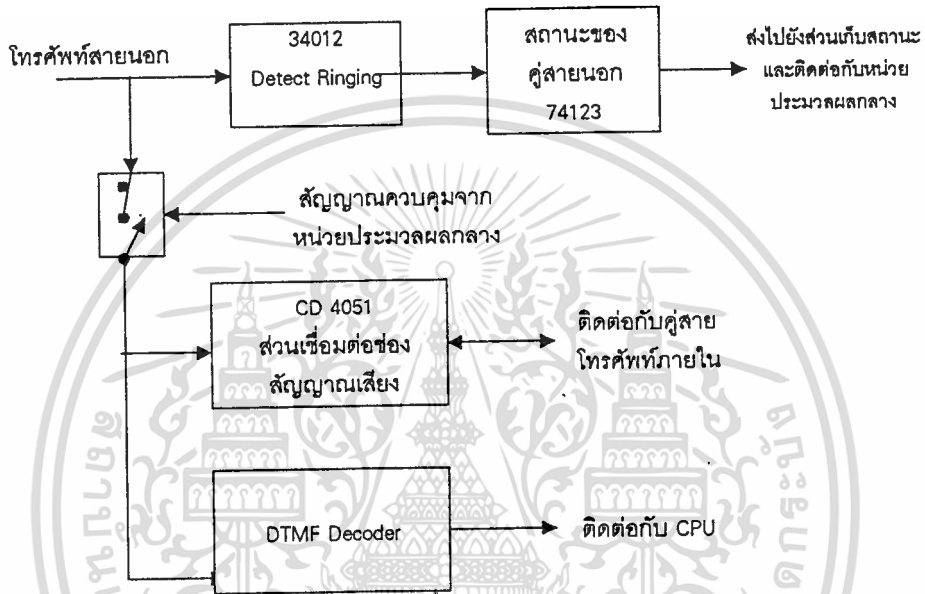 โทรศัพท์สายนอก
34012
Detect Ringing
สถานะของ
คู่สายนอก
74123
ส่งไปยังส่วนเก็บสถานะ
และติดต่อกับหน่วย
ประมวลผลกลาง
สัญญาณควบคุมจาก
หน่วยประมวลผลกลาง
CD 4051
ส่วนเชื่อมต่อช่อง
สัญญาณเสียง
ติดต่อกับคู่สาย
โทรศัพท์ภายใน
DTMF Decoder
ติดต่อกับ CPU